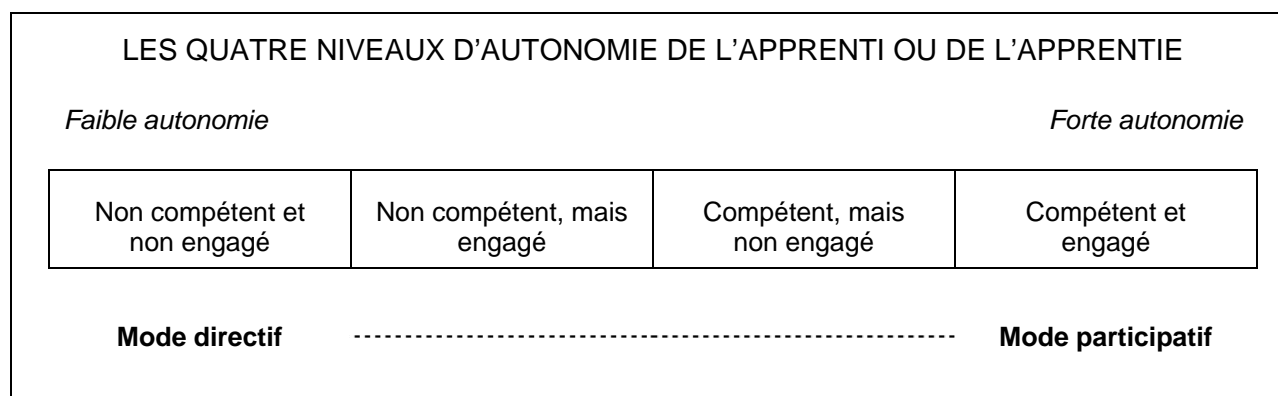 LES QUATRE NIVEAUX D'AUTONOMIE DE L'APPRENTI OU DE L'APPRENTIE
Faible autonomie
Forte autonomie
Non compétent et
non engagé
Non compétent, mais
engagé
Compétent, mais
non engagé
Compétent et
engagé
Mode directif
Mode participatif